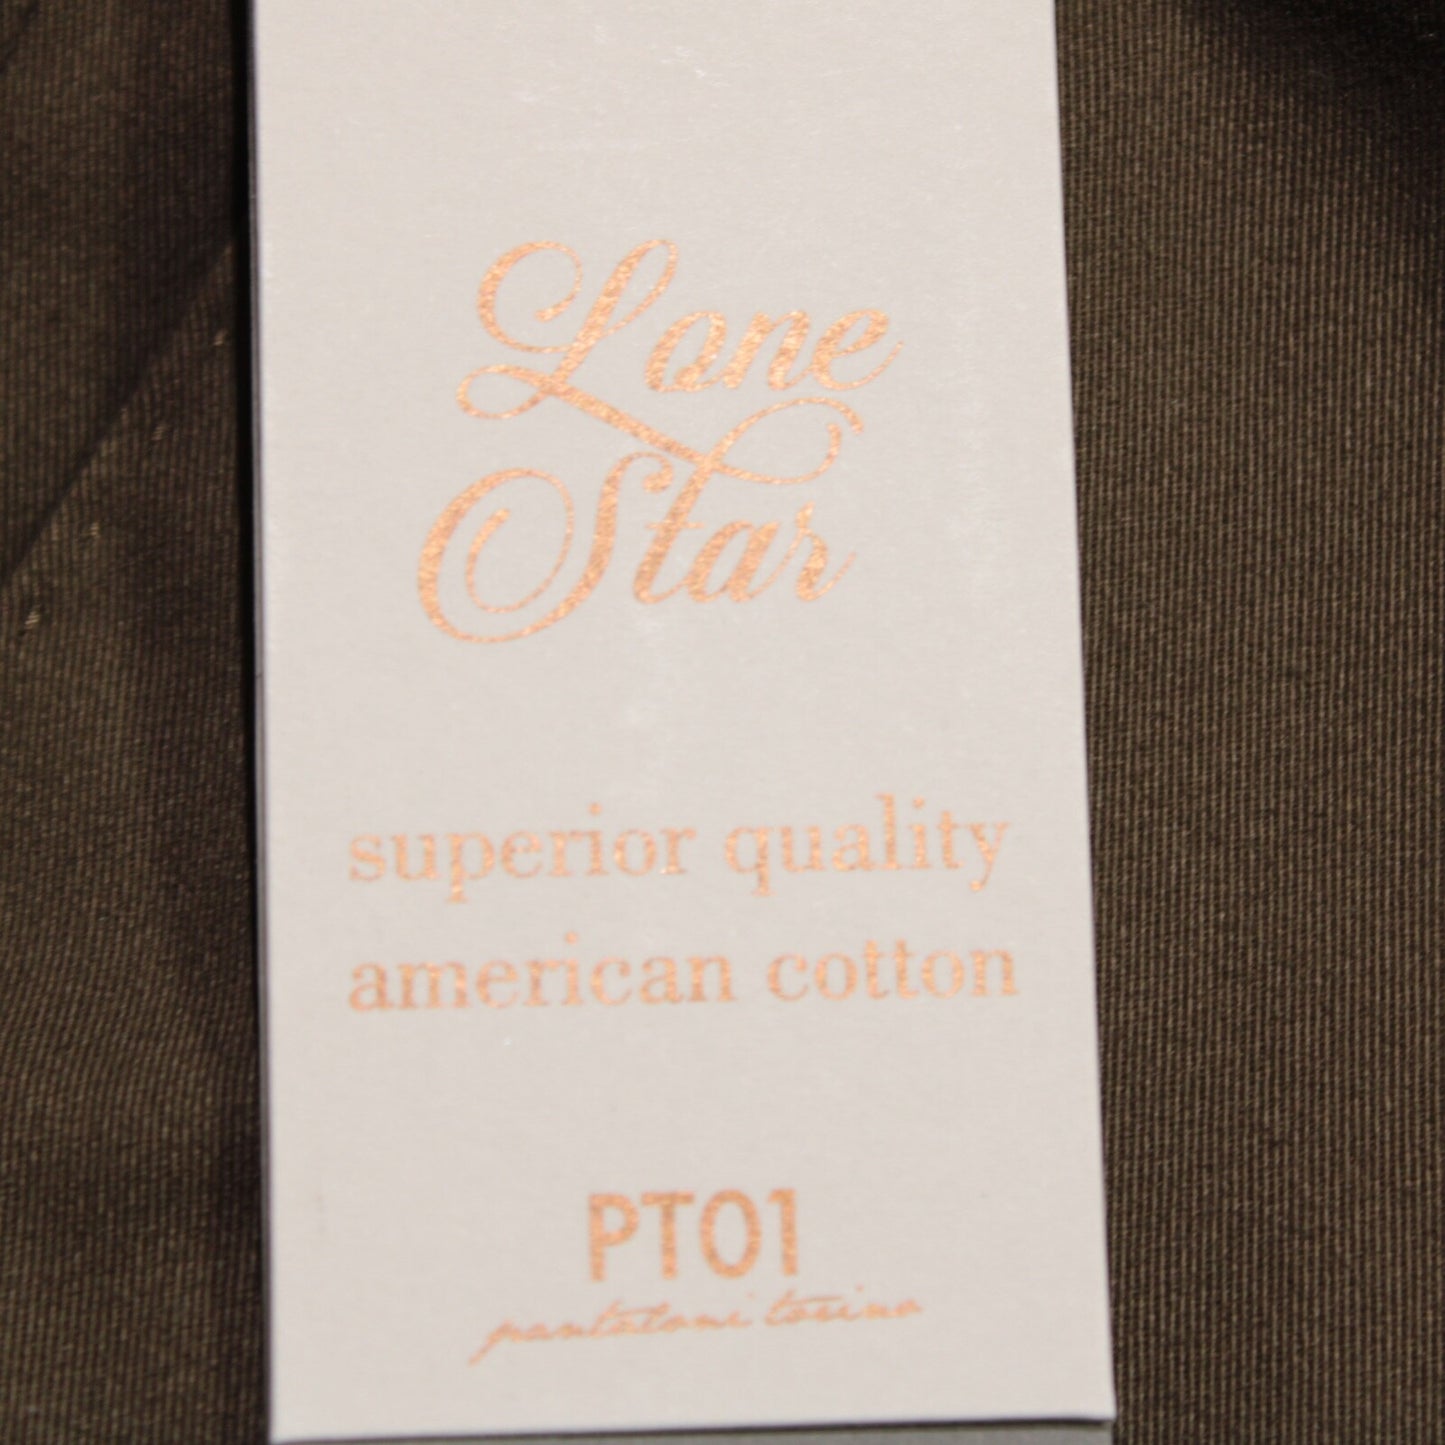 Lone
Star
superior quality
american cotton
PT01
pantaloni torino